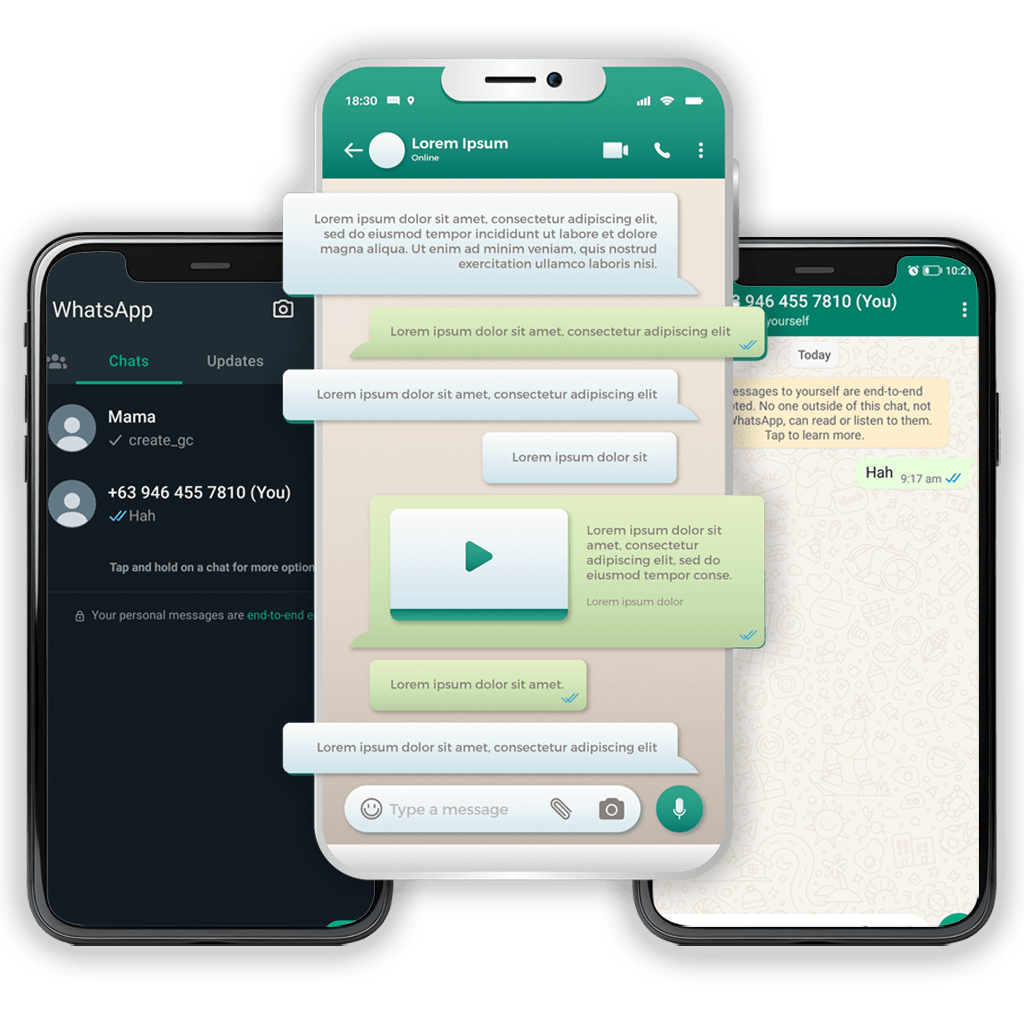 WhatsApp
Chats
Updates
Mama
create_gc
+63 946 455 7810 (You)
Hah
Tap and hold on a chat for more option
Your personal messages are end-to-end e
18:30
Lorem Ipsum
Online
Lorem ipsum dolor sit amet, consectetur adipiscing elit,
sed do eiusmod tempor incididunt ut labore et dolore
magna aliqua. Ut enim ad minim veniam, quis nostrud
exercitation ullamco laboris nisi.
Lorem ipsum dolor sit amet, consectetur adipiscing elit
Lorem ipsum dolor sit amet, consectetur adipiscing elit
Lorem ipsum dolor sit
Lorem ipsum dolor sit
amet, consectetur
adipiscing elit, sed do
eiusmod tempor conse.
Lorem ipsum dolor
Lorem ipsum dolor sit amet.
Lorem ipsum dolor sit amet, consectetur adipiscing elit
Type a message
10:21
946 455 7810 (You)
yourself
Today
essages to yourself are end-to-end
ted. No one outside of this chat, not
WhatsApp, can read or listen to them.
Tap to learn more.
Hah
9:17 am